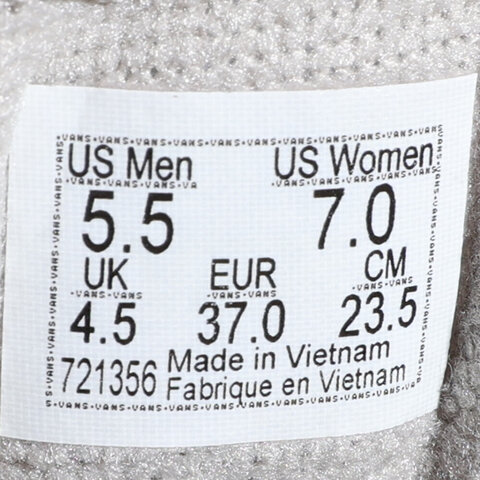 US Men US Women
5.5 7.0
UK EUR CM
4.5 37.0 23.5
721356 Made in Vietnam
Fabrique en Vietnam